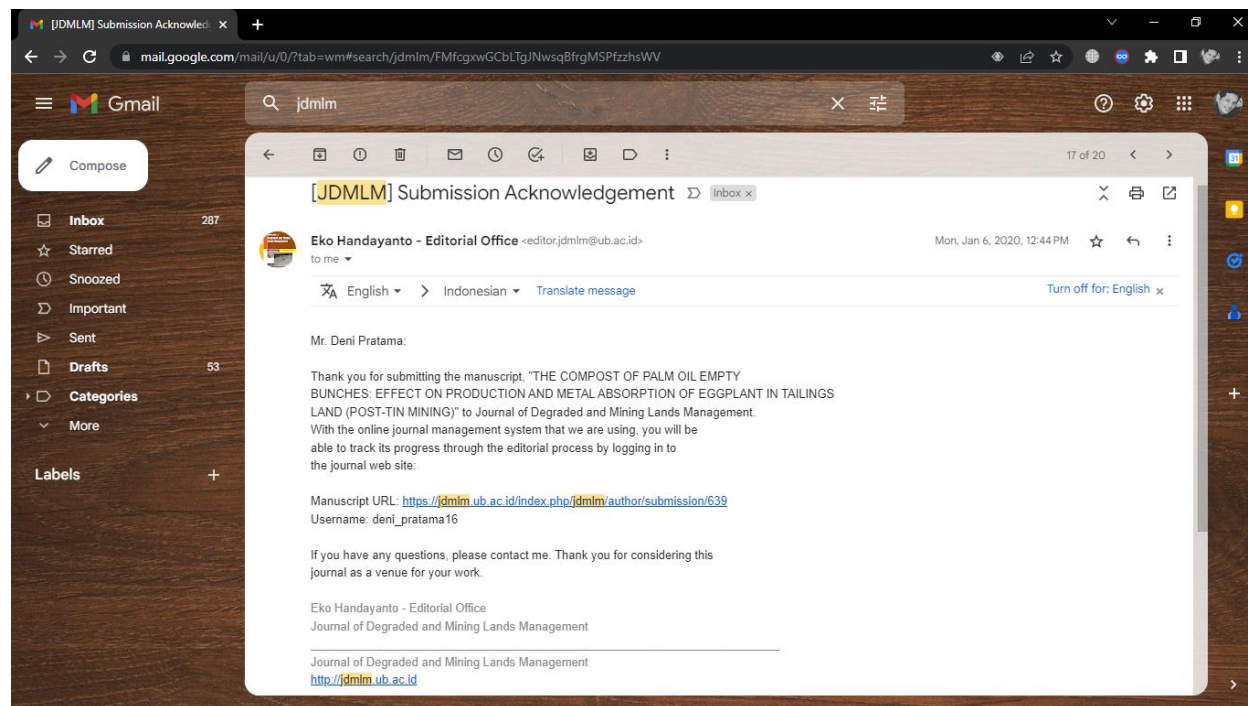 [JDMLM] Submission Acknowled
mail.google.com/mail/u/0/?tab=wm#search/jdmlm/FMfcgxwGCbLTgJNwsqBfrgMSPfzzhsWV
Gmail
jdmlm
Compose
17 of 20
[JDMLM] Submission Acknowledgement Inbox x
Inbox 287
Starred
Snoozed
Important
Sent
Drafts 53
Categories
More
Labels
Eko Handayanto - Editorial Office <editor.jdmlm@ub.ac.id> Mon, Jan 6, 2020, 12:44 PM
to me
English > Indonesian Translate message Turn off for: English x
Mr. Deni Pratama:
Thank you for submitting the manuscript, "THE COMPOST OF PALM OIL EMPTY
BUNCHES: EFFECT ON PRODUCTION AND METAL ABSORPTION OF EGGPLANT IN TAILINGS
LAND (POST-TIN MINING)" to Journal of Degraded and Mining Lands Management.
With the online journal management system that we are using, you will be
able to track its progress through the editorial process by logging in to
the journal web site:
Manuscript URL: https://jdmlm.ub.ac.id/index.php/jdmlm/author/submission/639
Username: deni_pratama16
If you have any questions, please contact me. Thank you for considering this
journal as a venue for your work.
Eko Handayanto - Editorial Office
Journal of Degraded and Mining Lands Management
Journal of Degraded and Mining Lands Management
http://jdmlm.ub.ac.id
31